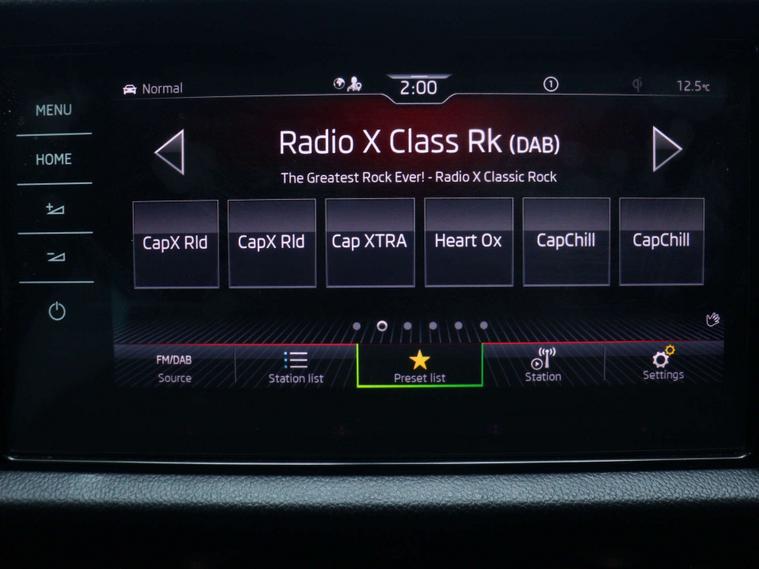 Normal
2:00
1
12.5°C
MENU
HOME
Radio X Class Rk (DAB)
The Greatest Rock Ever! - Radio X Classic Rock
CapX Rld
CapX Rld
Cap XTRA
Heart Ox
CapChill
CapChill
FM/DAB
Source
Station list
Preset list
Station
Settings